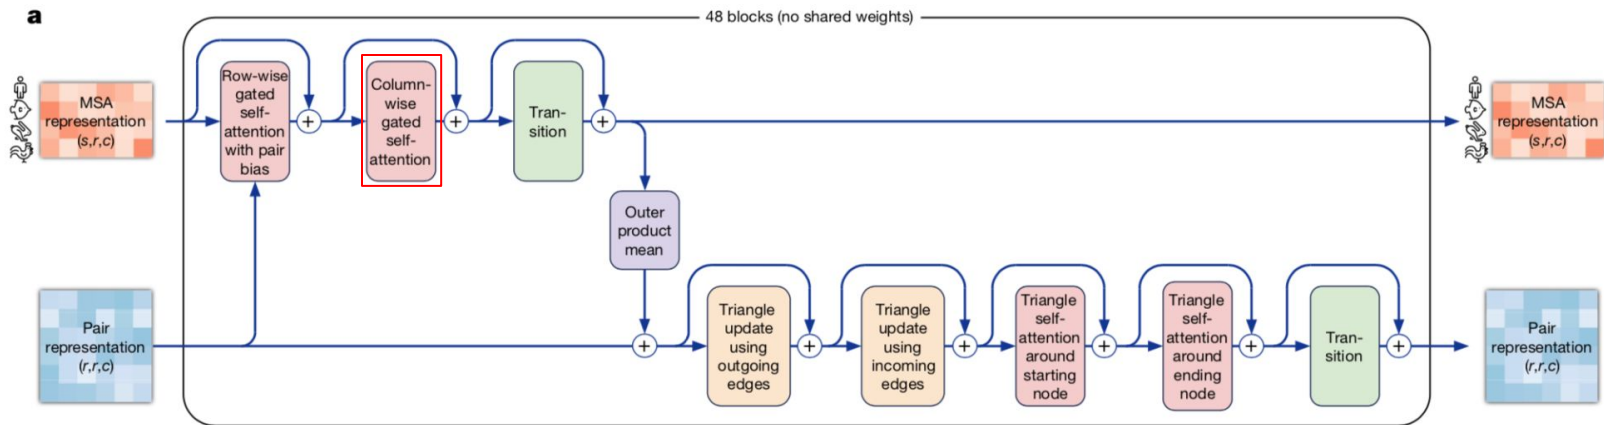 a
48 blocks (no shared weights)
MSA
representation
(s,r,c)
Row-wise
gated
self-
attention
with pair
bias
+
Column-
wise
gated
self-
attention
+
Tran-
sition
+
MSA
representation
(s,r,c)
Outer
product
mean
Pair
representation
(r,r,c)
+
Triangle
update
using
outgoing
edges
+
Triangle
update
using
incoming
edges
+
Triangle
self-
attention
around
starting
node
+
Triangle
self-
attention
around
ending
node
+
Tran-
sition
+
Pair
representation
(r,r,c)